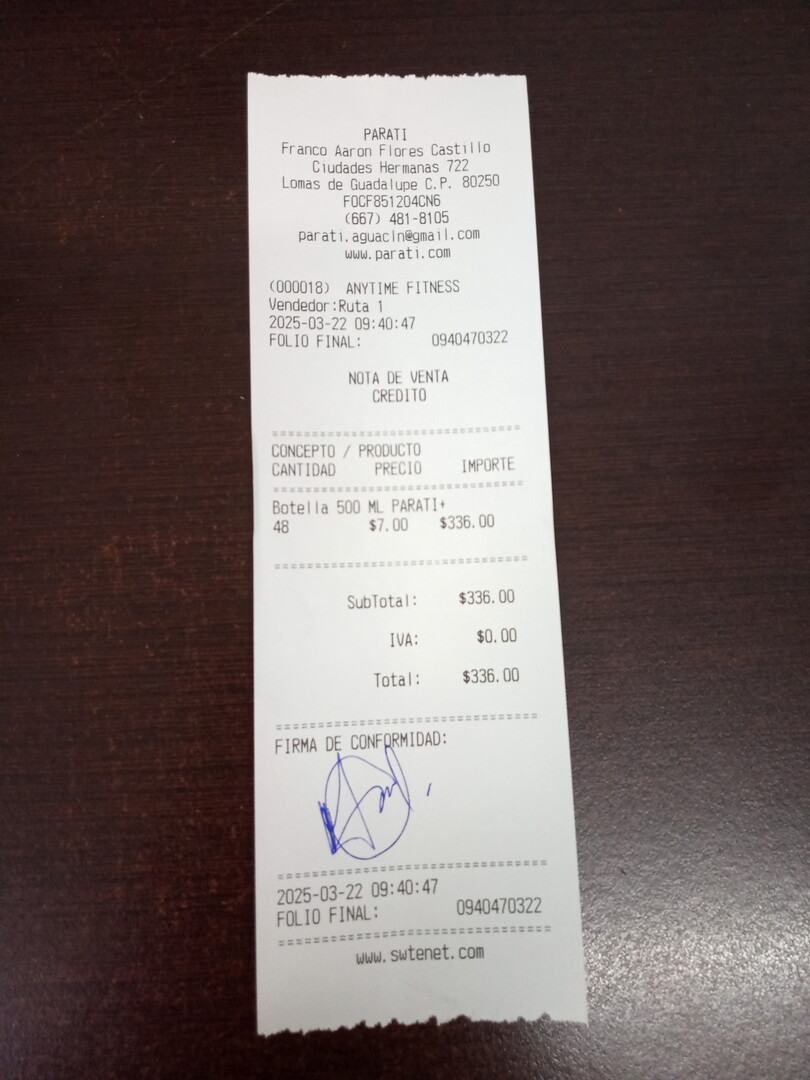 PARATI
Franco Aaron Flores Castillo
Ciudades Hermanas 722
Lomas de Guadalupe C.P. 80250
FOCF851204CN6
(667) 481-8105
parati.aguacln@gmail.com
www.parati.com
(000018) ANYTIME FITNESS
Vendedor:Ruta 1
2025-03-22 09:40:47
FOLIO FINAL: 0940470322
NOTA DE VENTA
CREDITO
CONCEPTO / PRODUCTO
CANTIDAD PRECIO IMPORTE
Botella 500 ML PARATI+
48 $7.00 $336.00
SubTotal: $336.00
IVA: $0.00
Total: $336.00
FIRMA DE CONFORMIDAD:
2025-03-22 09:40:47
FOLIO FINAL: 0940470322
www.swtenet.com